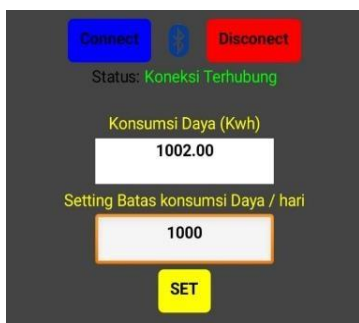 Connect Disconect
Status: Koneksi Terhubung
Konsumsi Daya (Kwh)
1002.00
Setting Batas konsumsi Daya / hari
1000
SET